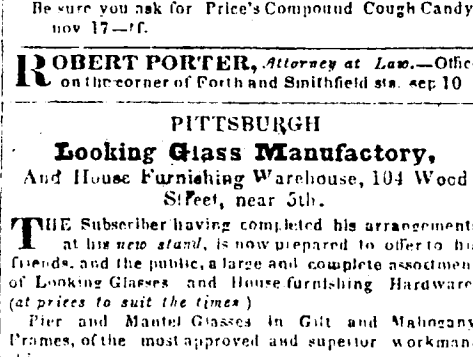 Be sure you ask for Price's Compound Cough Candy
nov 17—tf.
ROBERT PORTER, Attorney at Law.—Offic
on the corner of Forth and Smithfield sts. sep 10
PITTSBURGH
Looking Glass Manufactory,
And House Furnishing Warehouse, 104 Wood
Street, near 5th.
THE Subscriber having completed his arrangement
at his new stand, is now prepared to offer to his
friends, and the public, a large and complete assortmen
of Looking Glasses and House furnishing Hardware
(at prices to suit the times)
Pier and Mantel Glasses in Gilt and Mahogany
Frames, of the most approved and superior workman